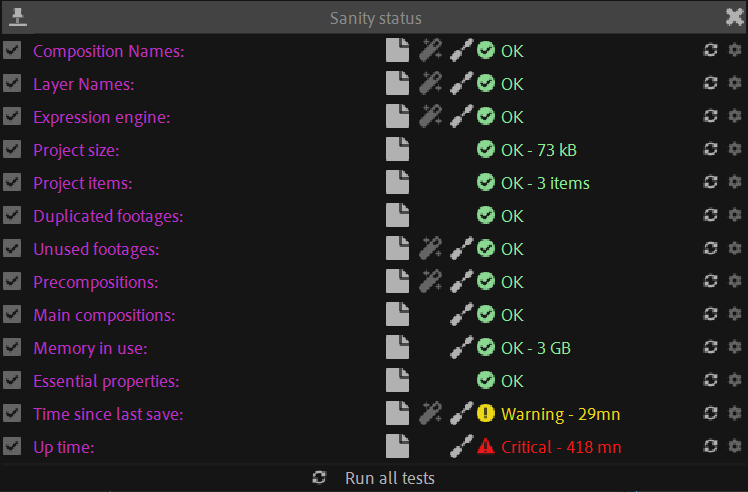 Sanity status
Composition Names: OK
Layer Names: OK
Expression engine: OK
Project size: OK - 73 kB
Project items: OK - 3 items
Duplicated footages: OK
Unused footages: OK
Precompositions: OK
Main compositions: OK
Memory in use: OK - 3 GB
Essential properties: OK
Time since last save: Warning - 29mn
Up time: Critical - 418 mn
Run all tests